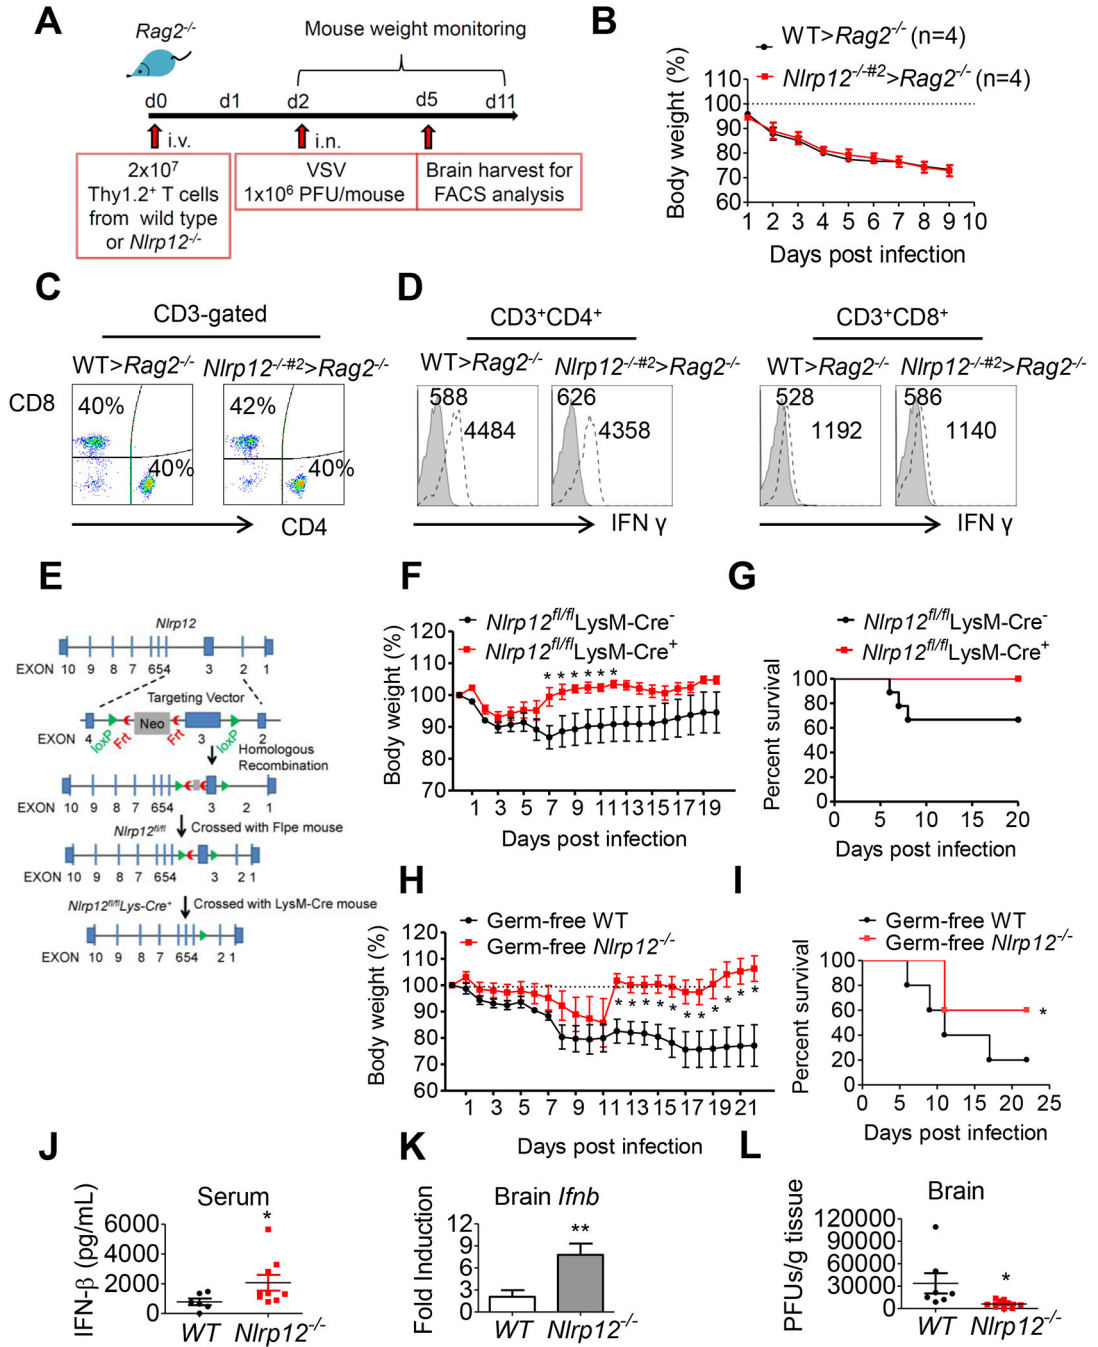 A
Rag2-/-
Mouse weight monitoring
d0 d1 d2 d5 d11
i.v. i.n.
2x10⁷
Thy1.2⁺ T cells
from wild type
or Nlrp12-/-
VSV
1x10⁶ PFU/mouse
Brain harvest for
FACS analysis
B
WT>Rag2-/- (n=4)
Nlrp12-/-#2>Rag2-/- (n=4)
Body weight (%)
110
100
90
80
70
60
1 2 3 4 5 6 7 8 9 10
Days post infection
C
CD3-gated
WT>Rag2-/- Nlrp12-/-#2>Rag2-/-
CD8
40% 42%
40% 40%
CD4
D
CD3⁺CD4⁺ CD3⁺CD8⁺
WT>Rag2-/- Nlrp12-/-#2>Rag2-/- WT>Rag2-/- Nlrp12-/-#2>Rag2-/-
588 626 528 586
4484 4358 1192 1140
IFN γ IFN γ
E
Nlrp12
EXON 10 9 8 7 654 3 2 1
Targeting Vector
Neo
EXON 4 loxP Frt Frt 3 loxP 2
Homologous
Recombination
EXON 10 9 8 7 654 3 2 1
Nlrp12fl/fl Crossed with Flpe mouse
EXON 10 9 8 7 654 3 2 1
Nlrp12fl/flLys-Cre⁺ Crossed with LysM-Cre mouse
EXON 10 9 8 7 654 2 1
F
Nlrp12fl/flLysM-Cre⁻
Nlrp12fl/flLysM-Cre⁺
Body weight (%)
120
110
100
90
80
70
* * * * * *
1 3 5 7 9 11 13 15 17 19
Days post infection
G
Nlrp12fl/flLysM-Cre⁻
Nlrp12fl/flLysM-Cre⁺
Percent survival
100
80
60
40
20
0
0 5 10 15 20
Days post infection
H
Germ-free WT
Germ-free Nlrp12-/-
Body weight (%)
120
110
100
90
80
70
60
* * * * * * * * * * *
1 3 5 7 9 11 13 15 17 19 21
Days post infection
I
Germ-free WT
Germ-free Nlrp12-/-
Percent survival
100
80
60
40
20
0
*
0 5 10 15 20 25
Days post infection
J
Serum
IFN-β (pg/mL)
6000
4000
2000
0
*
WT Nlrp12-/-
K
Brain Ifnb
Fold Induction
12
9
6
3
0
**
WT Nlrp12-/-
L
Brain
PFUs/g tissue
120000
90000
60000
30000
0
*
WT Nlrp12-/-